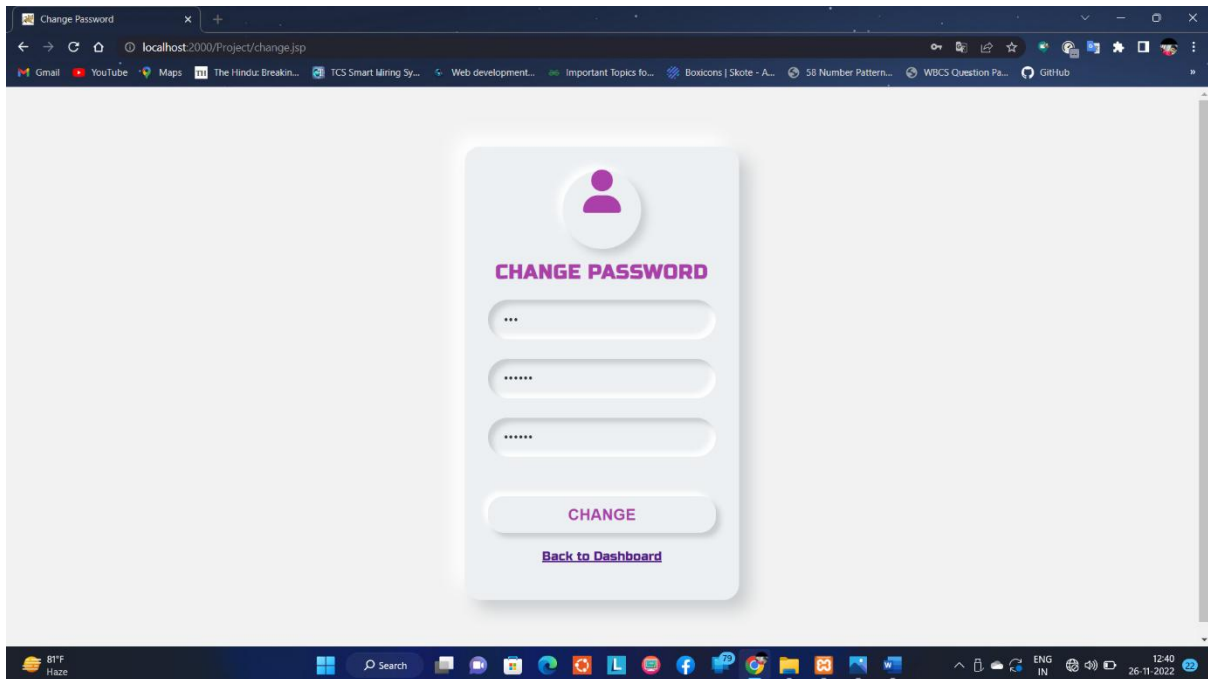 Change Password
localhost:2000/Project/change.jsp
Gmail YouTube Maps The Hindu: Breakin... TCS Smart Hiring Sy... Web development... Important Topics fo... Boxicons | Skote - A... 58 Number Pattern... WBCS Question Pa... GitHub
CHANGE PASSWORD
CHANGE
Back to Dashboard
81°F
Haze
Search
79
ENG
IN
12:40
26-11-2022
22